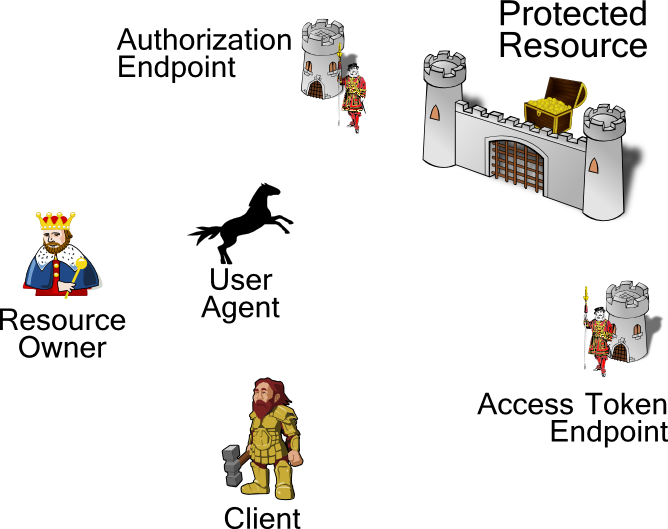 Authorization
Endpoint
Protected
Resource
User
Agent
Resource
Owner
Access Token
Endpoint
Client